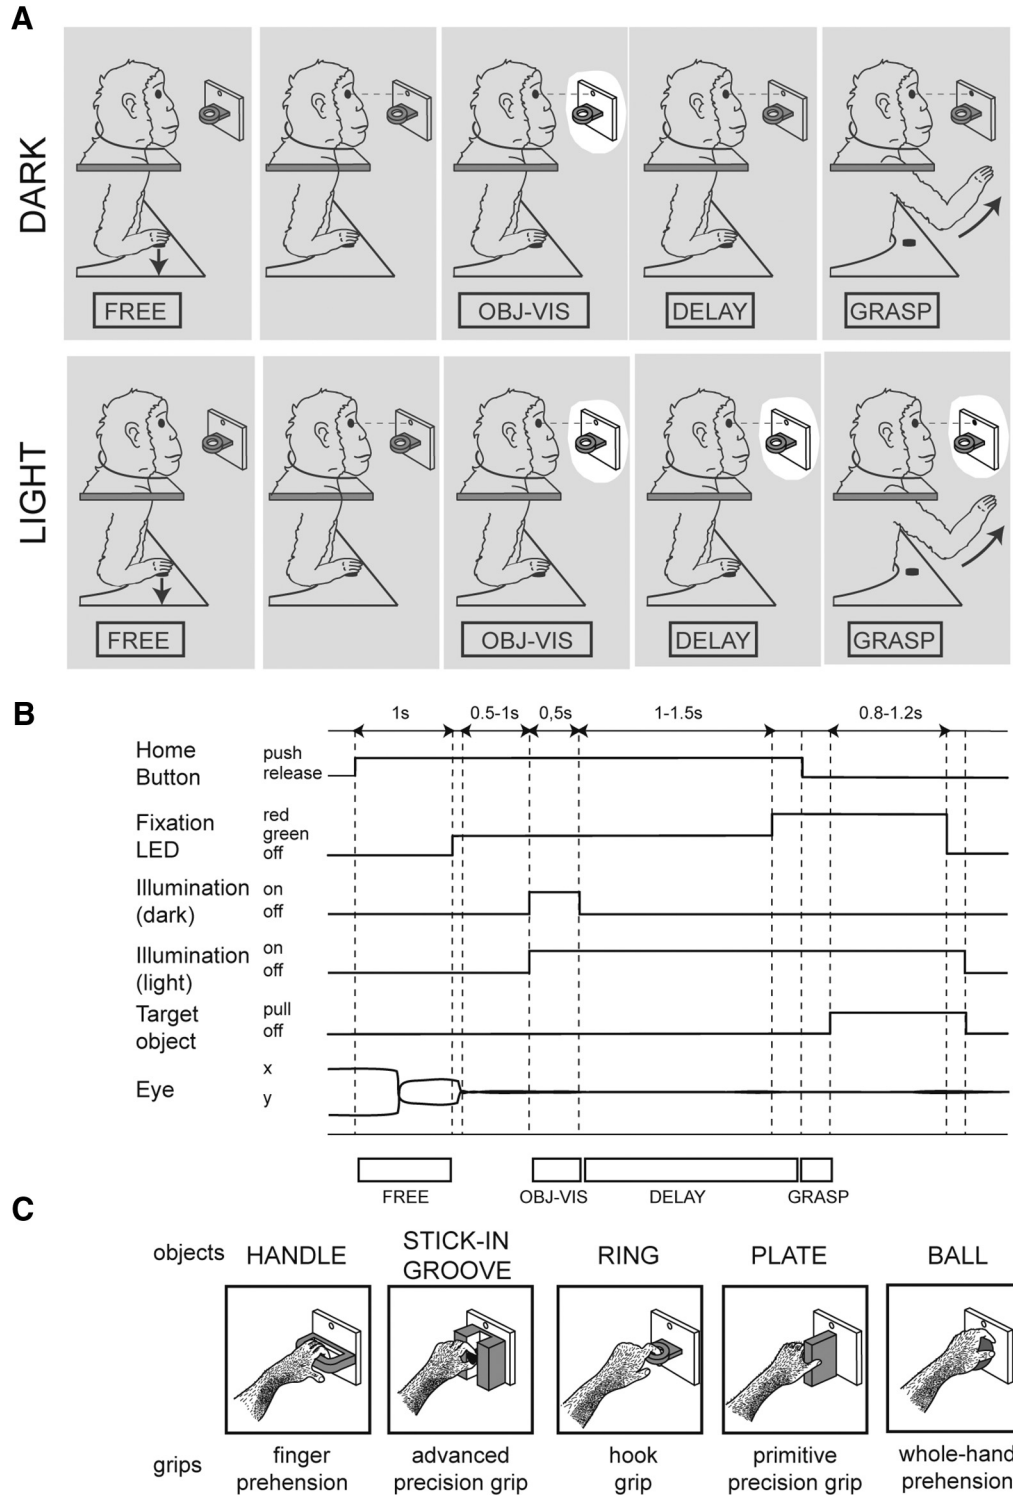 A
DARK
FREE
OBJ-VIS
DELAY
GRASP
LIGHT
FREE
OBJ-VIS
DELAY
GRASP
B
1s
0.5-1s
0,5s
1-1.5s
0.8-1.2s
Home
Button
push
release
Fixation
LED
red
green
off
Illumination
(dark)
on
off
Illumination
(light)
on
off
Target
object
pull
off
Eye
x
y
FREE
OBJ-VIS
DELAY
GRASP
C
objects
HANDLE
STICK-IN
GROOVE
RING
PLATE
BALL
grips
finger
prehension
advanced
precision grip
hook
grip
primitive
precision grip
whole-hand
prehension